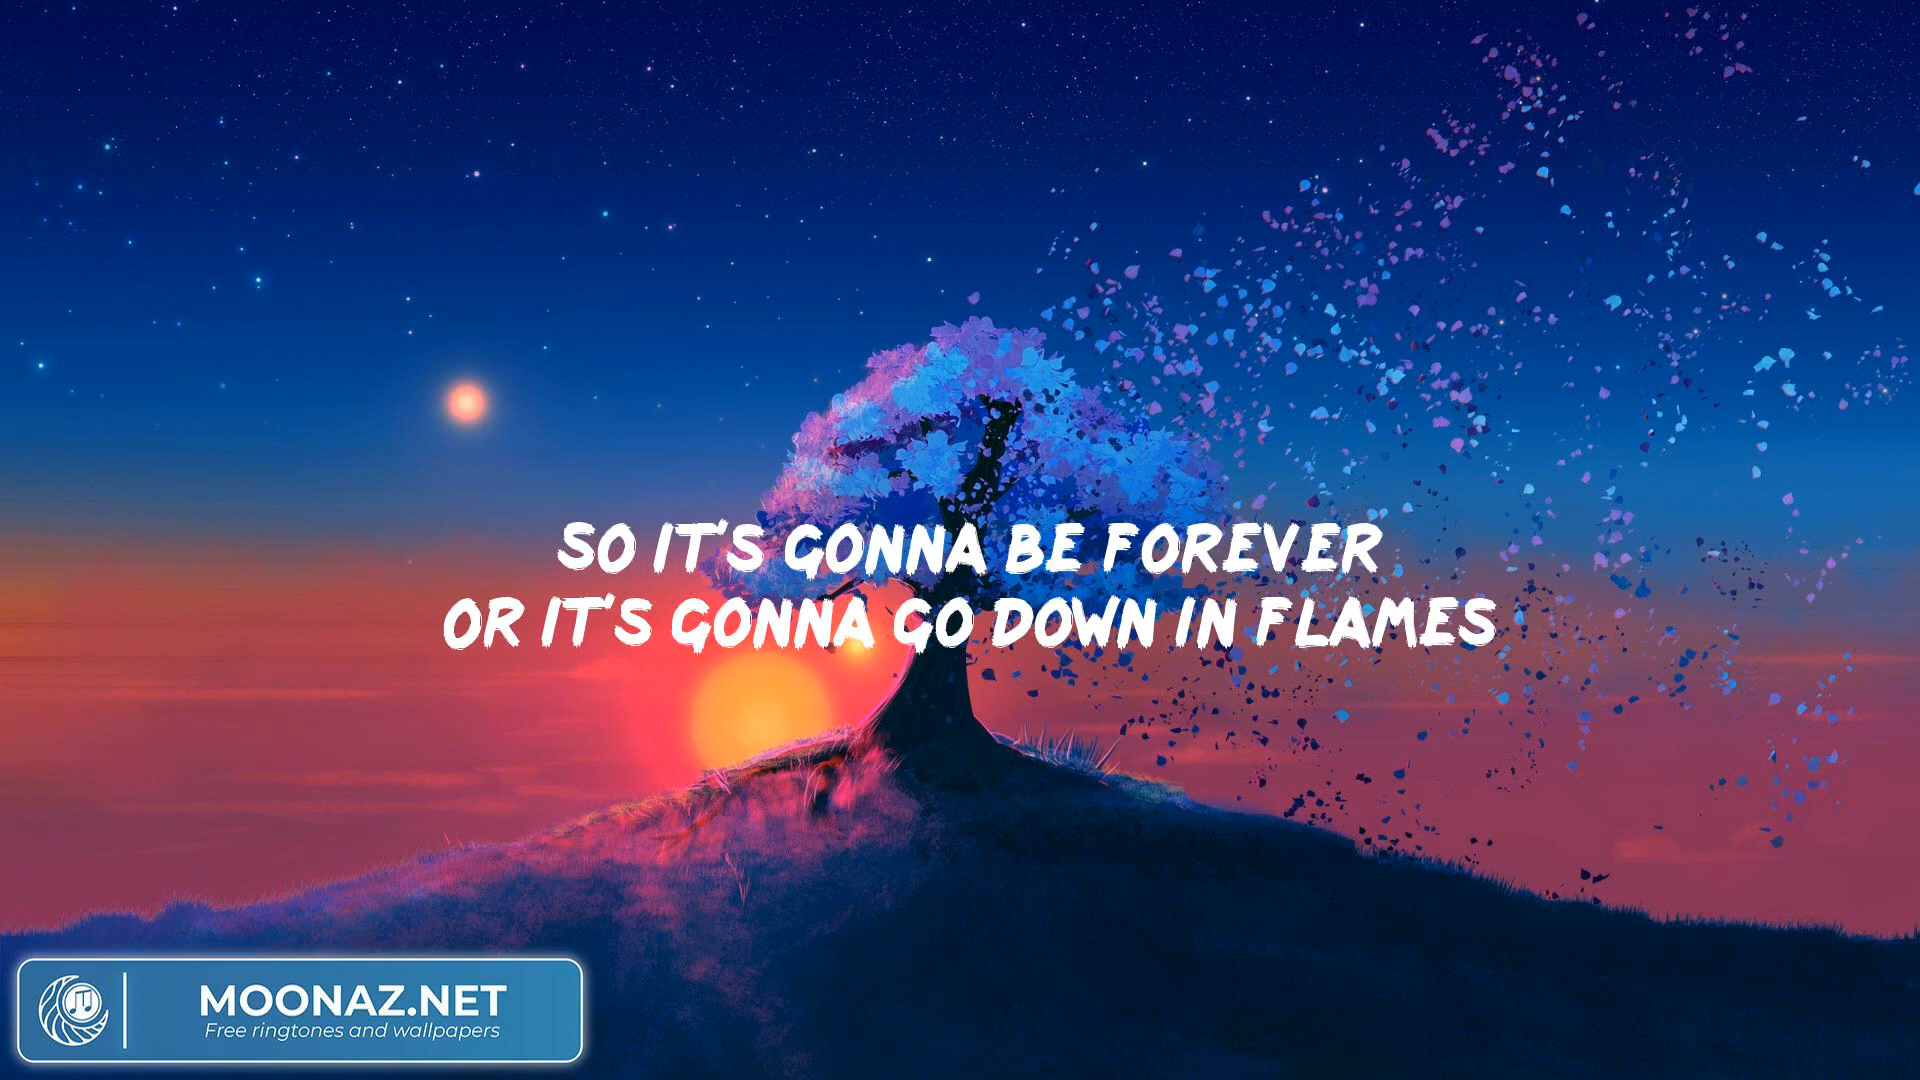 SO IT'S GONNA BE FOREVER
OR IT'S GONNA GO DOWN IN FLAMES
MOONAZ.NET
Free ringtones and wallpapers